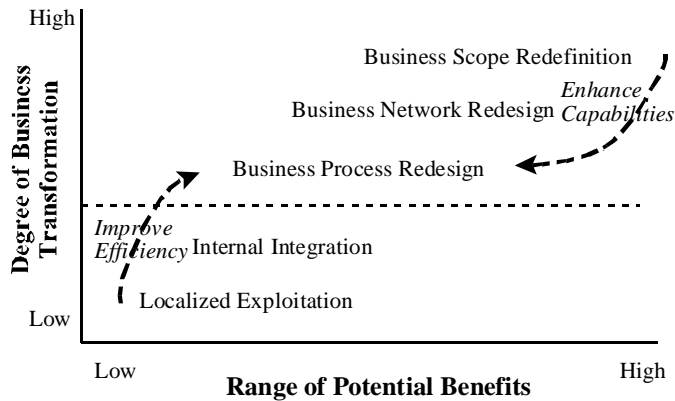 High
Business Scope Redefinition
Enhance
Capabilities
Business Network Redesign
Business Process Redesign
Degree of Business
Transformation
Improve
Efficiency
Internal Integration
Localized Exploitation
Low
Low
High
Range of Potential Benefits